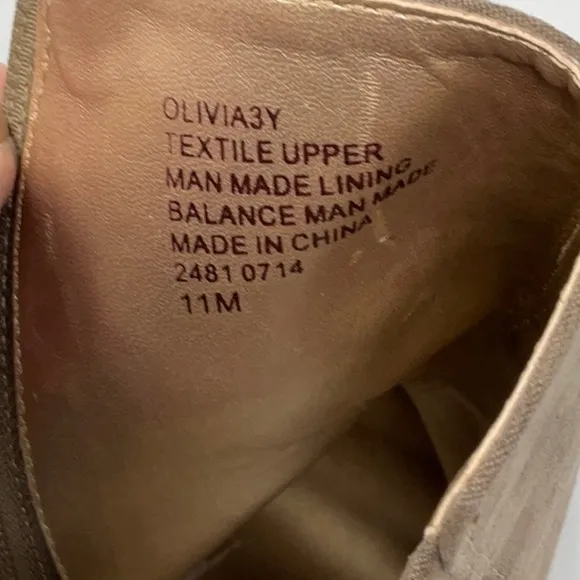 OLIVIA3Y
TEXTILE UPPER
MAN MADE LINING
BALANCE MAN MADE
MADE IN CHINA
2481 0714
11M